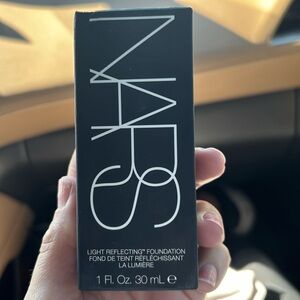 NARS
LIGHT REFLECTING™ FOUNDATION
FOND DE TEINT RÉFLÉCHISSANT
LA LUMIÈRE
1 Fl. Oz. 30 mL ℮